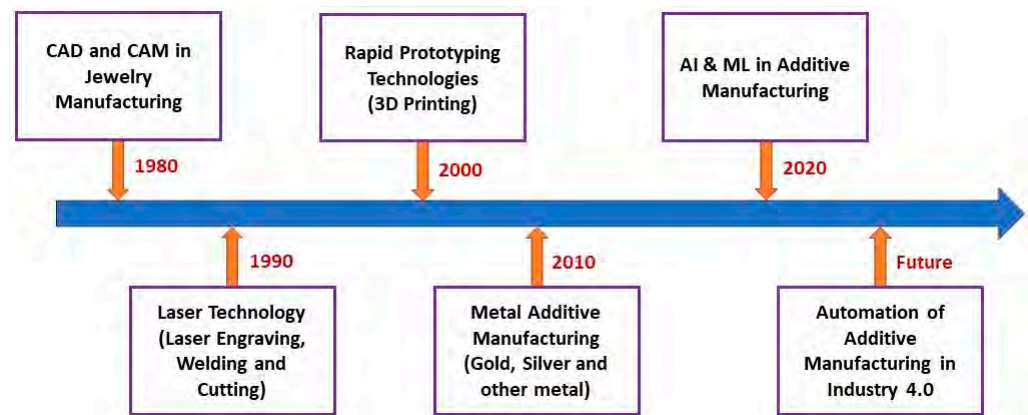 CAD and CAM in
Jewelry
Manufacturing
Rapid Prototyping
Technologies
(3D Printing)
AI & ML in Additive
Manufacturing
1980
2000
2020
1990
2010
Future
Laser Technology
(Laser Engraving,
Welding and
Cutting)
Metal Additive
Manufacturing
(Gold, Silver and
other metal)
Automation of
Additive
Manufacturing in
Industry 4.0